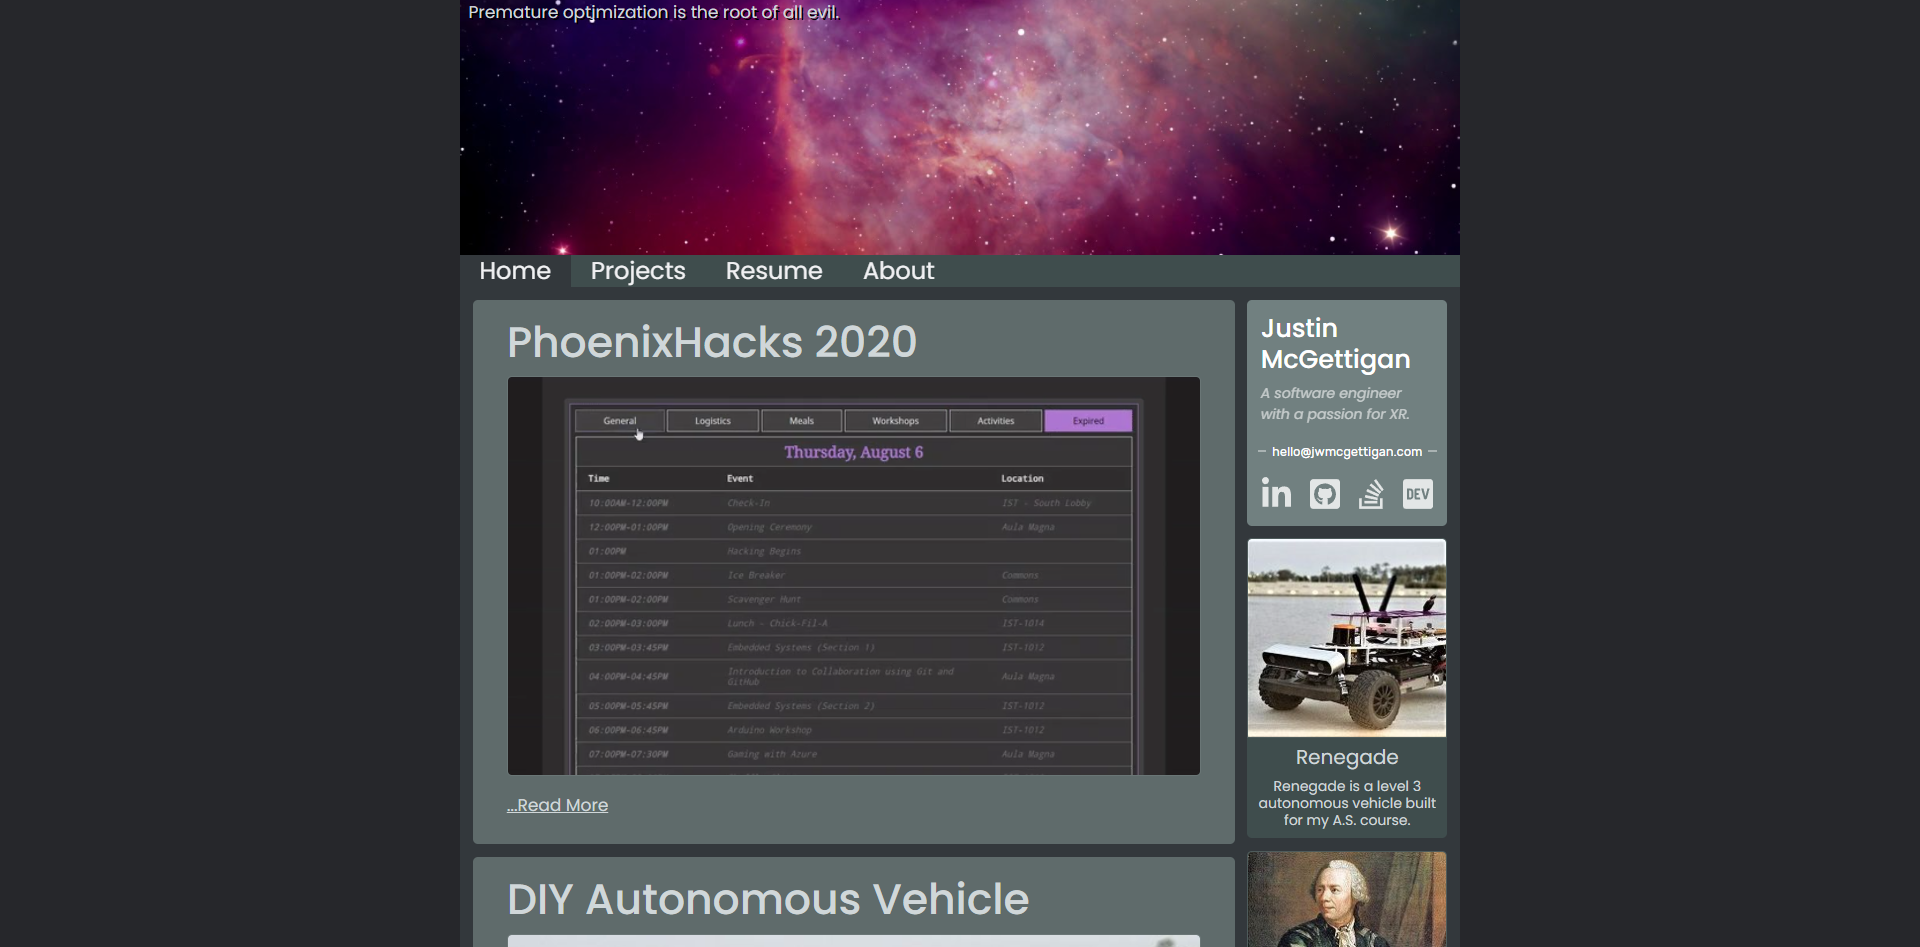 Premature optimization is the root of all evil.
Home Projects Resume About
PhoenixHacks 2020
General Logistics Meals Workshops Activities Expired
Thursday, August 6
Time Event Location
10:00AM-12:00PM Check-In IST - South Lobby
12:00PM-01:00PM Opening Ceremony Aula Magna
01:00PM Hacking Begins
01:00PM-02:00PM Ice Breaker Commons
01:00PM-02:00PM Scavenger Hunt Commons
02:00PM-03:00PM Lunch - Chick-Fil-A IST-1014
03:00PM-03:45PM Embedded Systems (Section 1) IST-1012
04:00PM-04:45PM Introduction to Collaboration using Git and Aula Magna
GitHub
05:00PM-05:45PM Embedded Systems (Section 2) IST-1012
06:00PM-06:45PM Arduino Workshop IST-1012
07:00PM-07:30PM Gaming with Azure Aula Magna
...Read More
DIY Autonomous Vehicle
Justin
McGettigan
A software engineer
with a passion for XR.
hello@jwmcgettigan.com
in
DEV
Renegade
Renegade is a level 3
autonomous vehicle built
for my A.S. course.